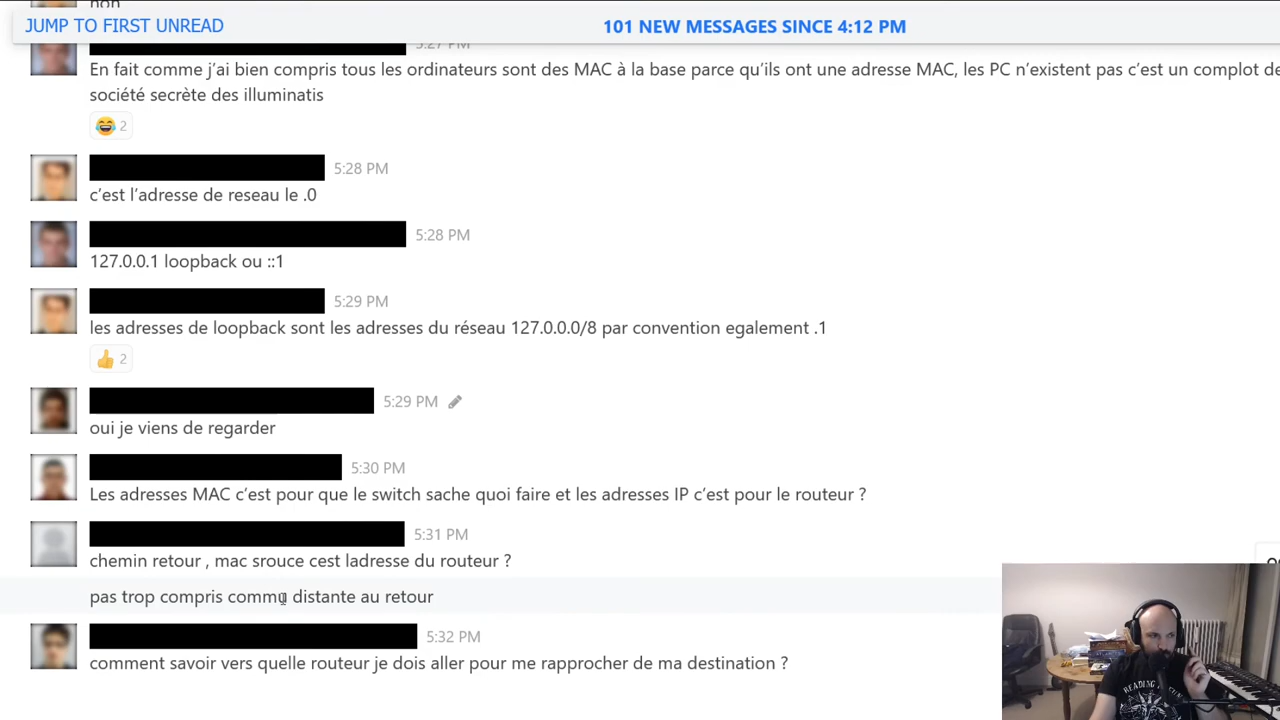 non
JUMP TO FIRST UNREAD
101 NEW MESSAGES SINCE 4:12 PM
5:27 PM
En fait comme j'ai bien compris tous les ordinateurs sont des MAC à la base parce qu'ils ont une adresse MAC, les PC n'existent pas c'est un complot de
société secrète des illuminatis
😂 2
5:28 PM
c'est l'adresse de reseau le .0
5:28 PM
127.0.0.1 loopback ou ::1
5:29 PM
les adresses de loopback sont les adresses du réseau 127.0.0.0/8 par convention egalement .1
👍 2
5:29 PM
oui je viens de regarder
5:30 PM
Les adresses MAC c'est pour que le switch sache quoi faire et les adresses IP c'est pour le routeur ?
5:31 PM
chemin retour , mac srouce cest ladresse du routeur ?
pas trop compris commu distante au retour
5:32 PM
comment savoir vers quelle routeur je dois aller pour me rapprocher de ma destination ?
READING